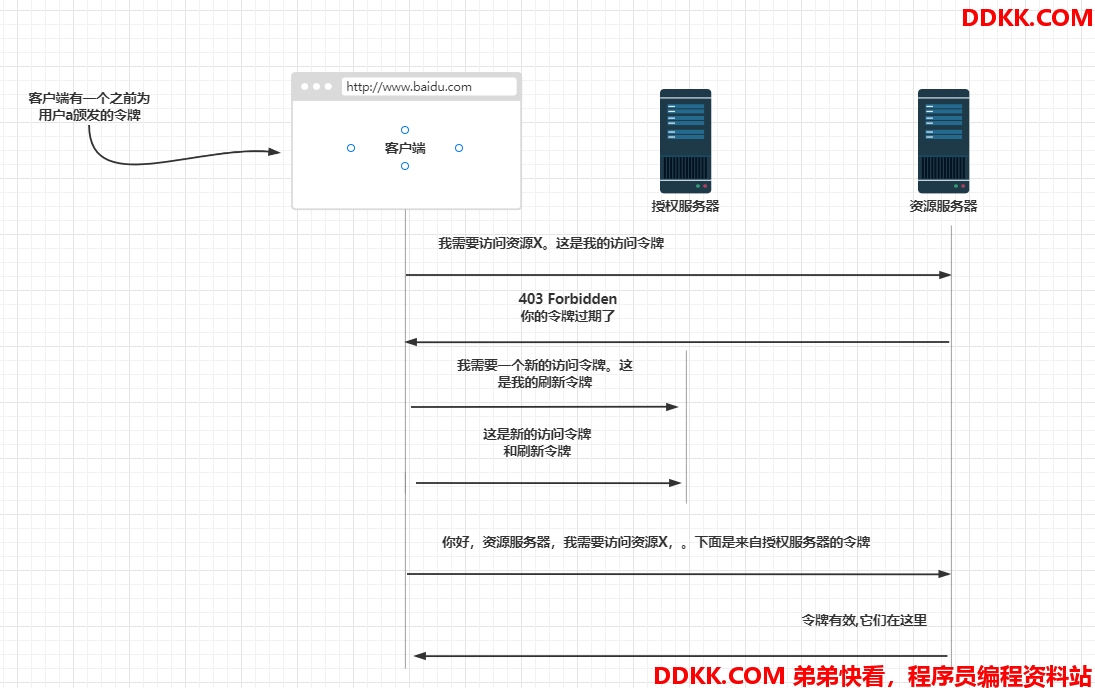 DDKK.COM
http://www.baidu.com
客户端有一个之前为
用户a颁发的令牌
客户端
授权服务器
资源服务器
我需要访问资源X。这是我的访问令牌
403 Forbidden
你的令牌过期了
我需要一个新的访问令牌。这
是我的刷新令牌
这是新的访问令牌
和刷新令牌
你好，资源服务器，我需要访问资源X，。下面是来自授权服务器的令牌
令牌有效,它们在这里
DDKK.COM 弟弟快看，程序员编程资料站